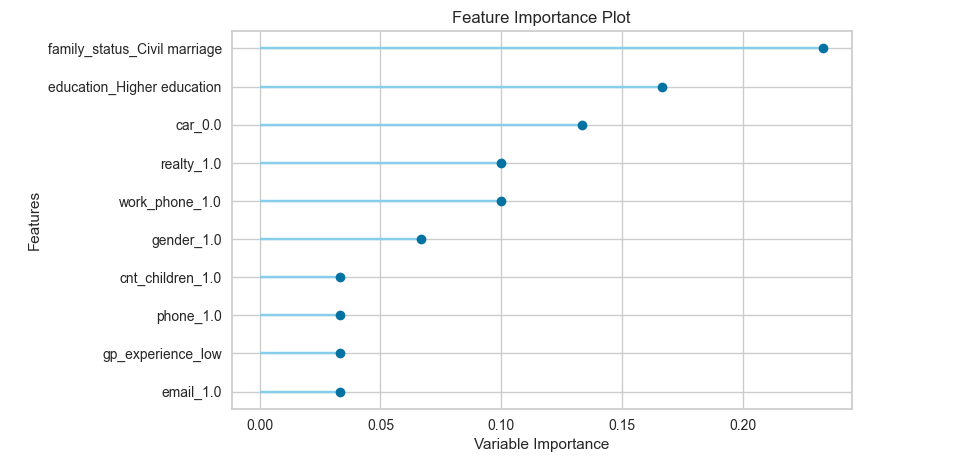 Feature Importance Plot
family_status_Civil marriage
education_Higher education
car_0.0
realty_1.0
work_phone_1.0
gender_1.0
cnt_children_1.0
phone_1.0
gp_experience_low
email_1.0
Features
0.00 0.05 0.10 0.15 0.20
Variable Importance